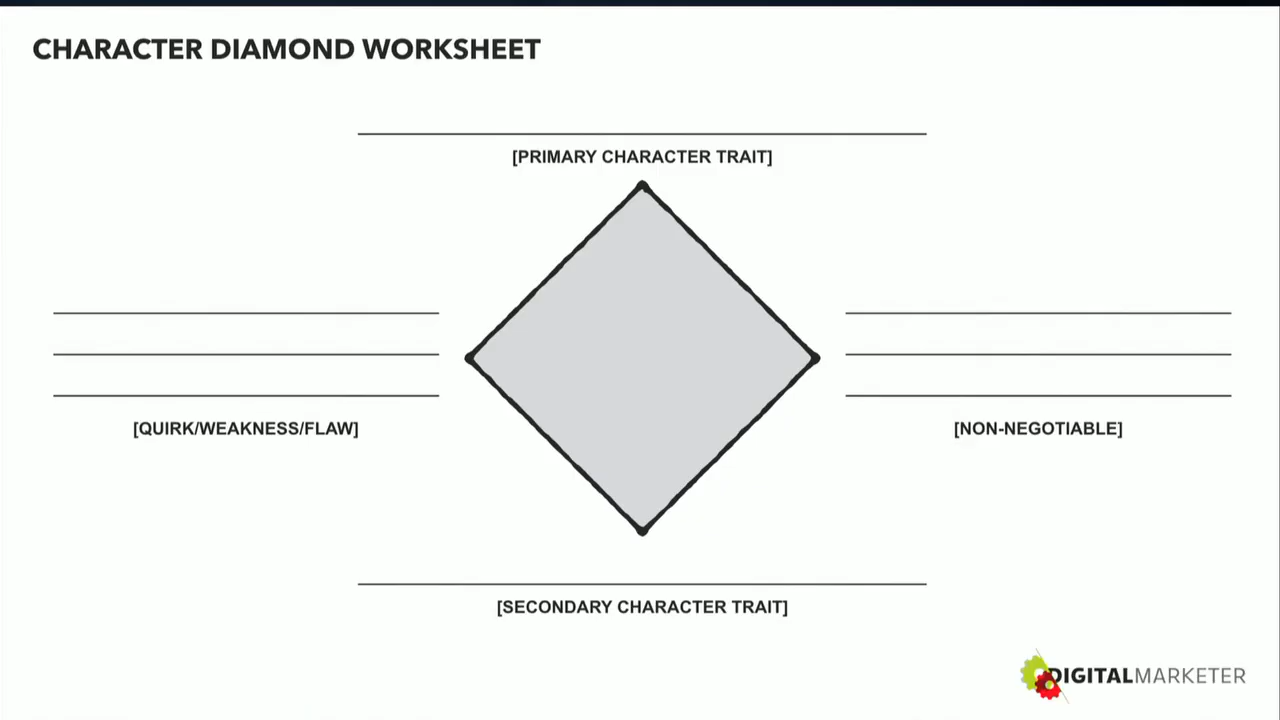 CHARACTER DIAMOND WORKSHEET
[PRIMARY CHARACTER TRAIT]
[QUIRK/WEAKNESS/FLAW]
[NON-NEGOTIABLE]
[SECONDARY CHARACTER TRAIT]
DIGITALMARKETER